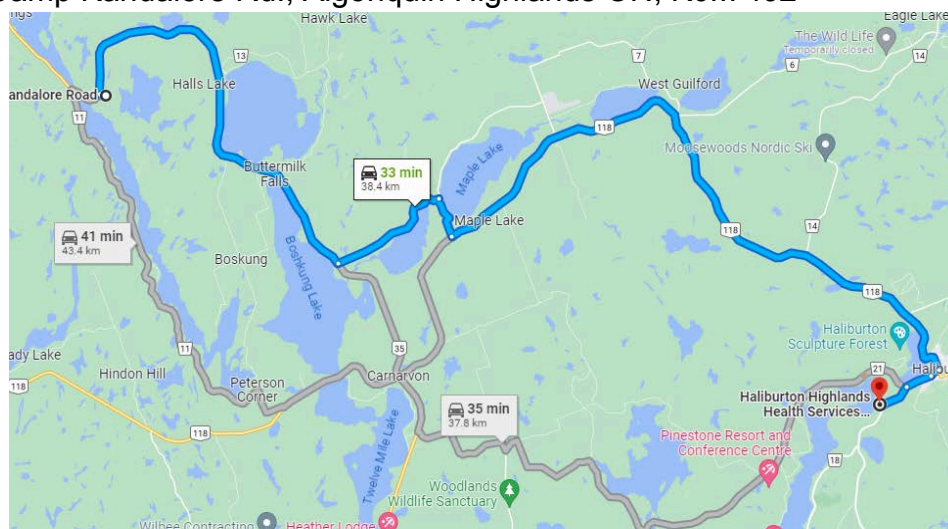 Kandalore Rd., Algonquin Highlands ON, K0M
Hawk Lake
Eagle Lake
The Wild Life
Temporarily closed
13
7
6
14
Halls Lake
West Guilford
andalore Road
11
118
Moosewoods Nordic Ski
Buttermilk
Falls
33 min
38.4 km
Maple Lake
Maple Lake
41 min
43.4 km
118
14
Boskung
Boshkung Lake
118
Haliburton
Sculpture Forest
35
11
ady Lake
Hindon Hill
Peterson
Corner
Carnarvon
21
Halibu
118
Haliburton Highlands
Health Services...
35 min
37.8 km
118
Twelve Mile Lake
Pinestone Resort and
Conference Centre
18
Woodlands
Wildlife Sanctuary
Wilbee Contracting
Heather Lodge